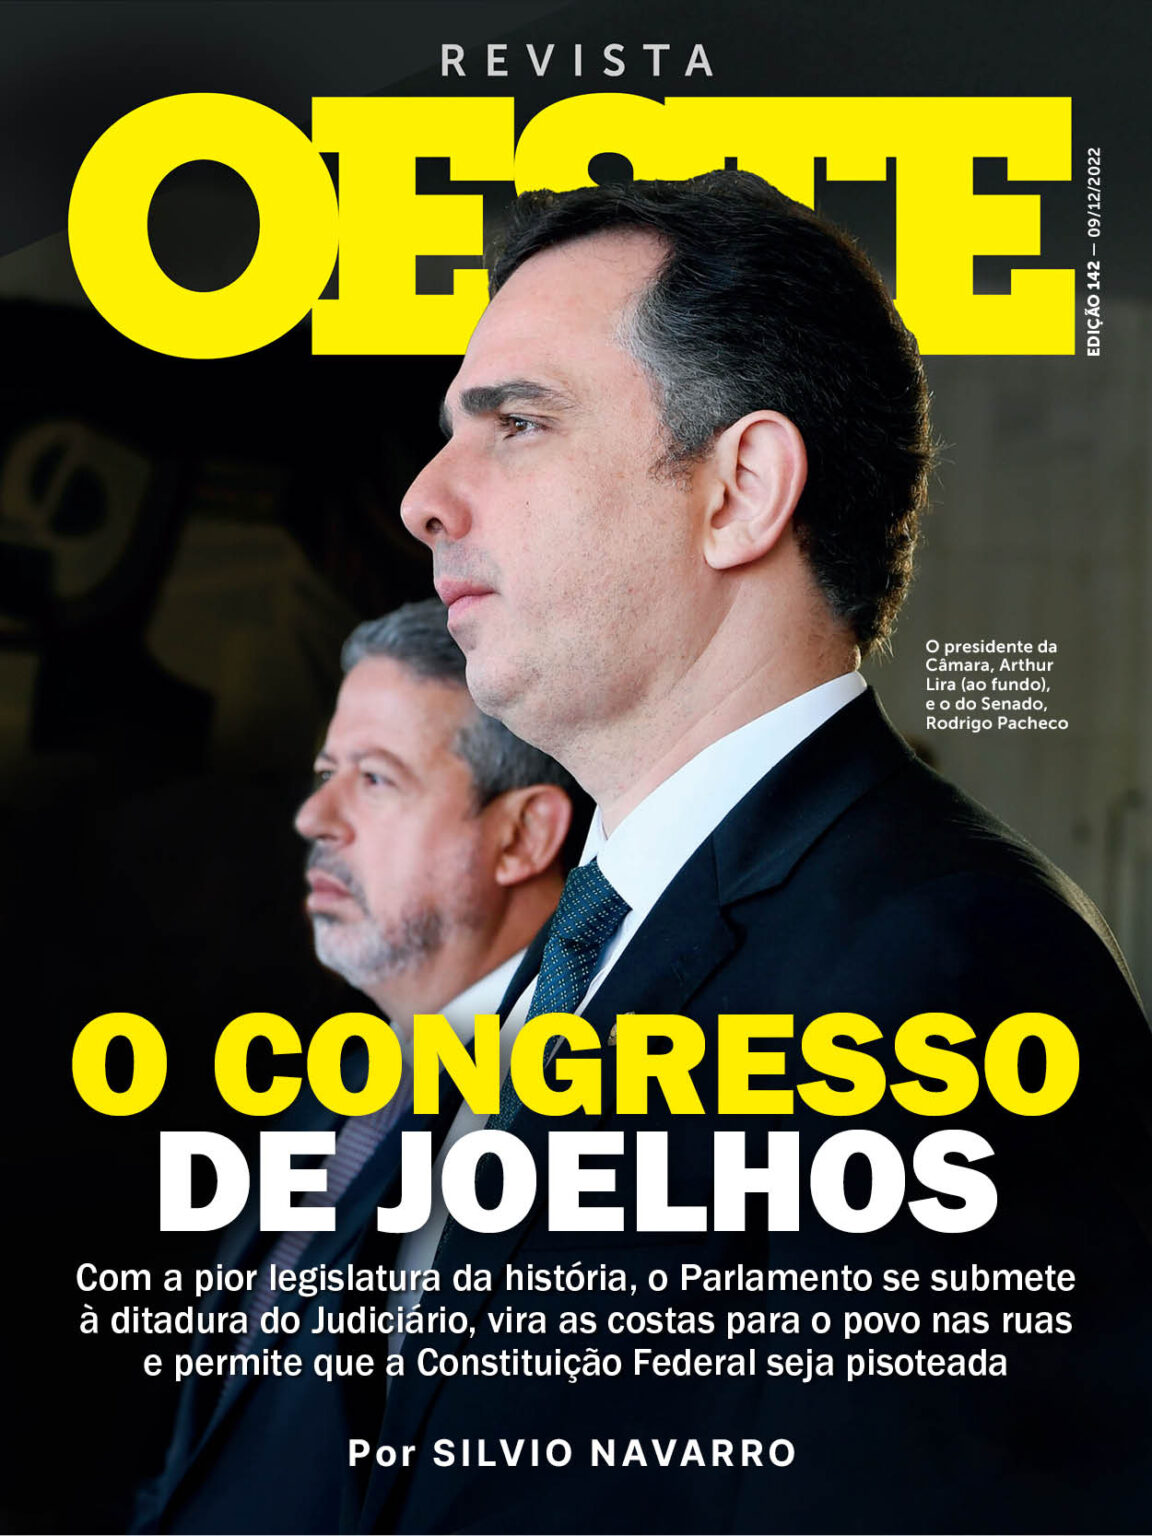 REVISTA
OESTE
EDIÇÃO 142 — 09/12/2022
O presidente da
Câmara, Arthur
Lira (ao fundo),
e o do Senado,
Rodrigo Pacheco
O CONGRESSO
DE JOELHOS
Com a pior legislatura da história, o Parlamento se submete
à ditadura do Judiciário, vira as costas para o povo nas ruas
e permite que a Constituição Federal seja pisoteada
Por SILVIO NAVARRO